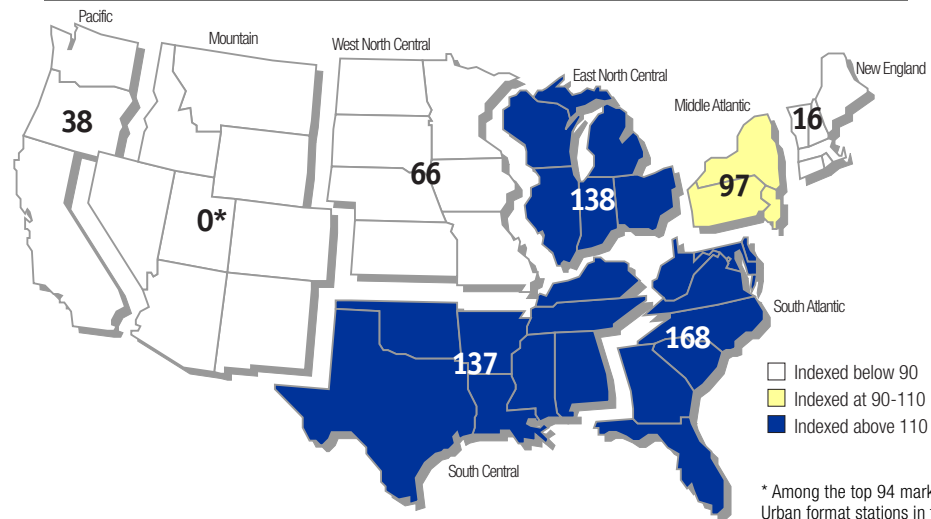 Pacific
Mountain
West North Central
East North Central
New England
Middle Atlantic
38
66
138
97
16
0*
South Atlantic
137
168
South Central
Indexed below 90
Indexed at 90-110
Indexed above 110
* Among the top 94
Urban format stations in